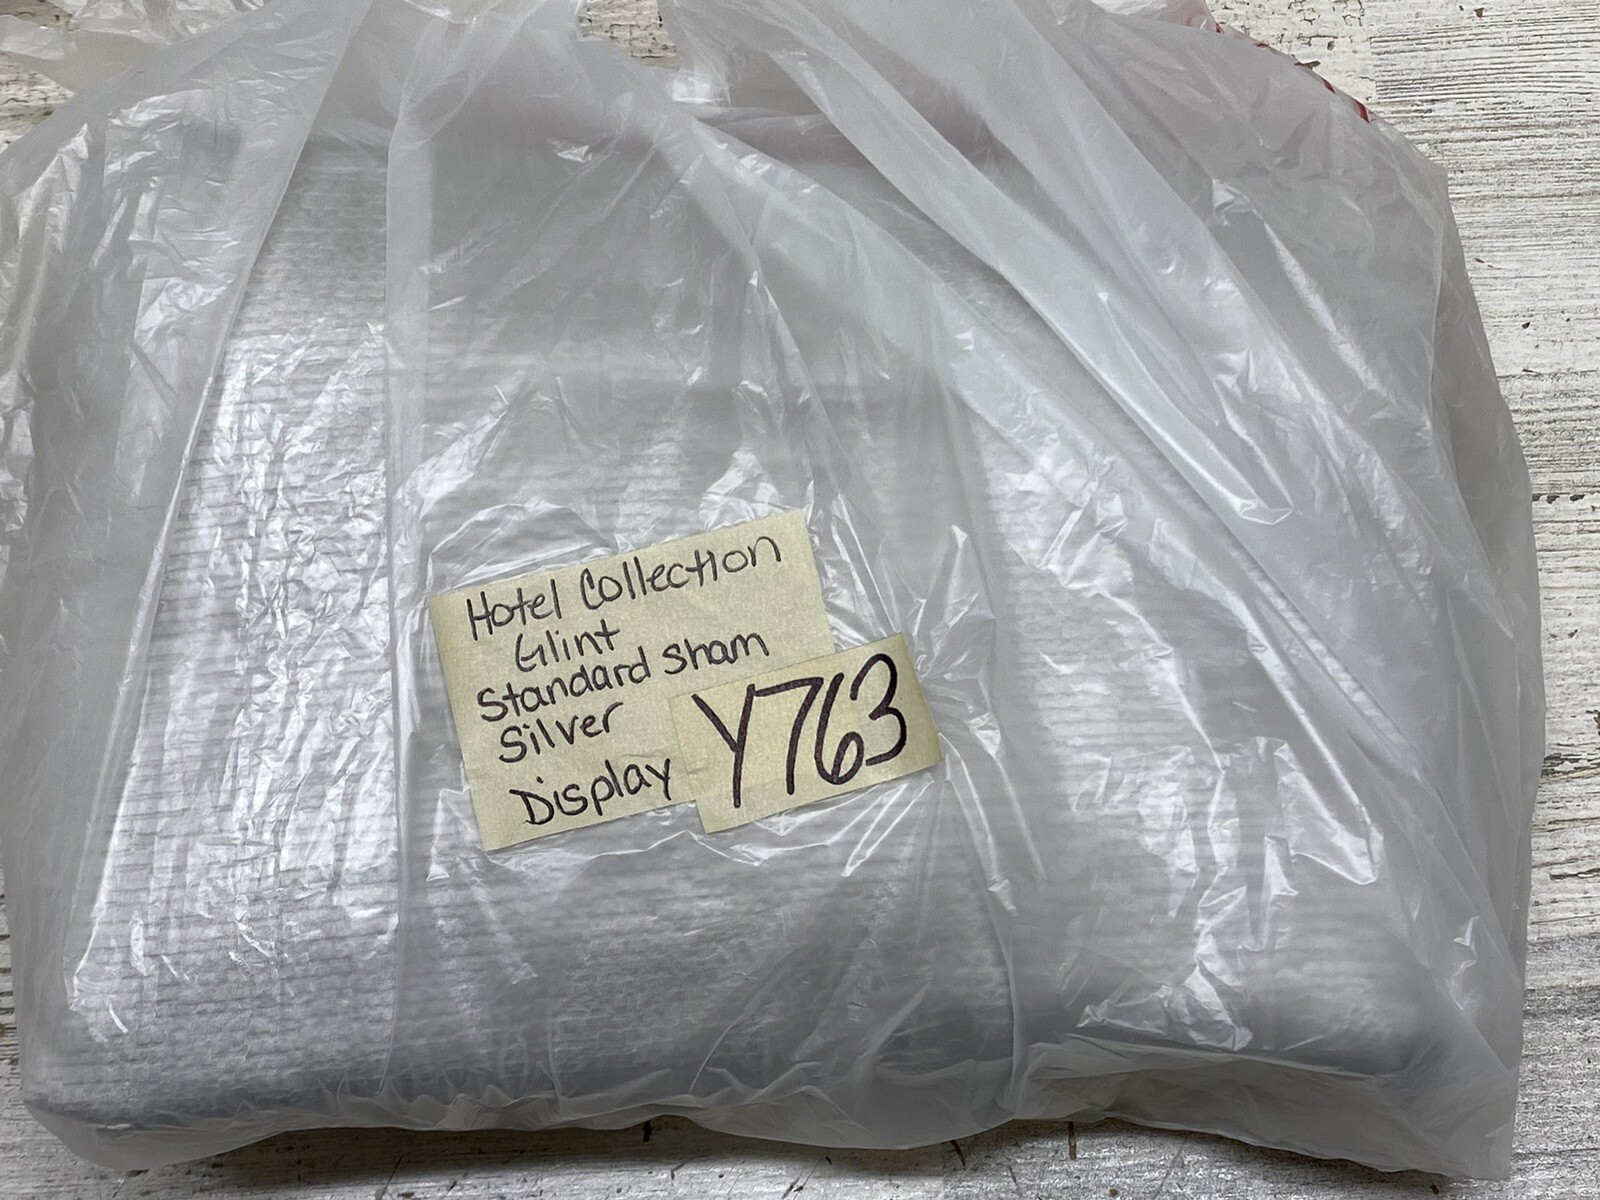 Hotel Collection
Glint
Standard Sham
Silver
Display
Y763